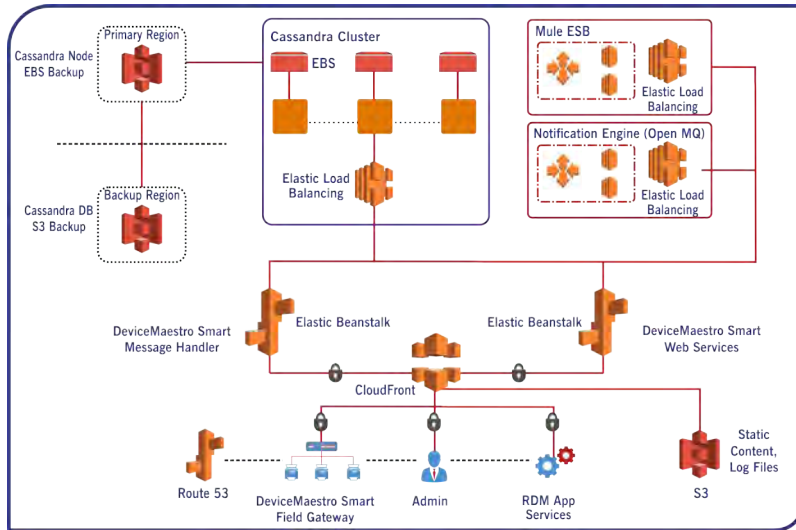 Primary Region
Cassandra Node
EBS Backup
Backup Region
Cassandra DB
S3 Backup
Cassandra Cluster
EBS
Elastic Load
Balancing
Mule ESB
Elastic Load
Balancing
Notification Engine (Open MQ)
Elastic Load
Balancing
DeviceMaestro Smart
Message Handler
Elastic Beanstalk
Elastic Beanstalk
DeviceMaestro Smart
Web Services
CloudFront
Route 53
DeviceMaestro Smart
Field Gateway
Admin
RDM App
Services
S3
Static
Content,
Log Files